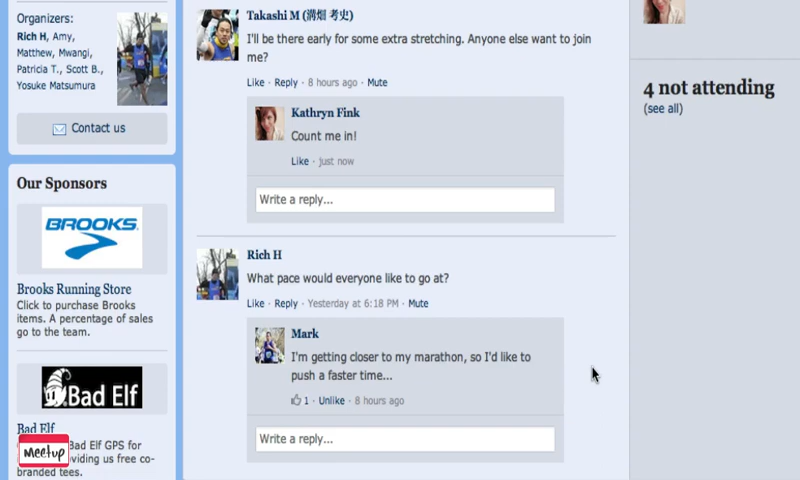 Organizers:
Rich H, Amy,
Matthew, Mwangi,
Patricia T., Scott B.,
Yosuke Matsumura
Contact us
Our Sponsors
BROOKS
Brooks Running Store
Click to purchase Brooks
items. A percentage of sales
go to the team.
Bad Elf
Bad Elf
Bad Elf GPS for
us free co-
branded tees.
Meetup
Takashi M (溝畑 考史)
I'll be there early for some extra stretching. Anyone else want to join
me?
Like · Reply · 8 hours ago · Mute
Kathryn Fink
Count me in!
Like · just now
Write a reply...
Rich H
What pace would everyone like to go at?
Like · Reply · Yesterday at 6:18 PM · Mute
Mark
I'm getting closer to my marathon, so I'd like to
push a faster time...
1 · Unlike · 8 hours ago
Write a reply...
4 not attending
(see all)